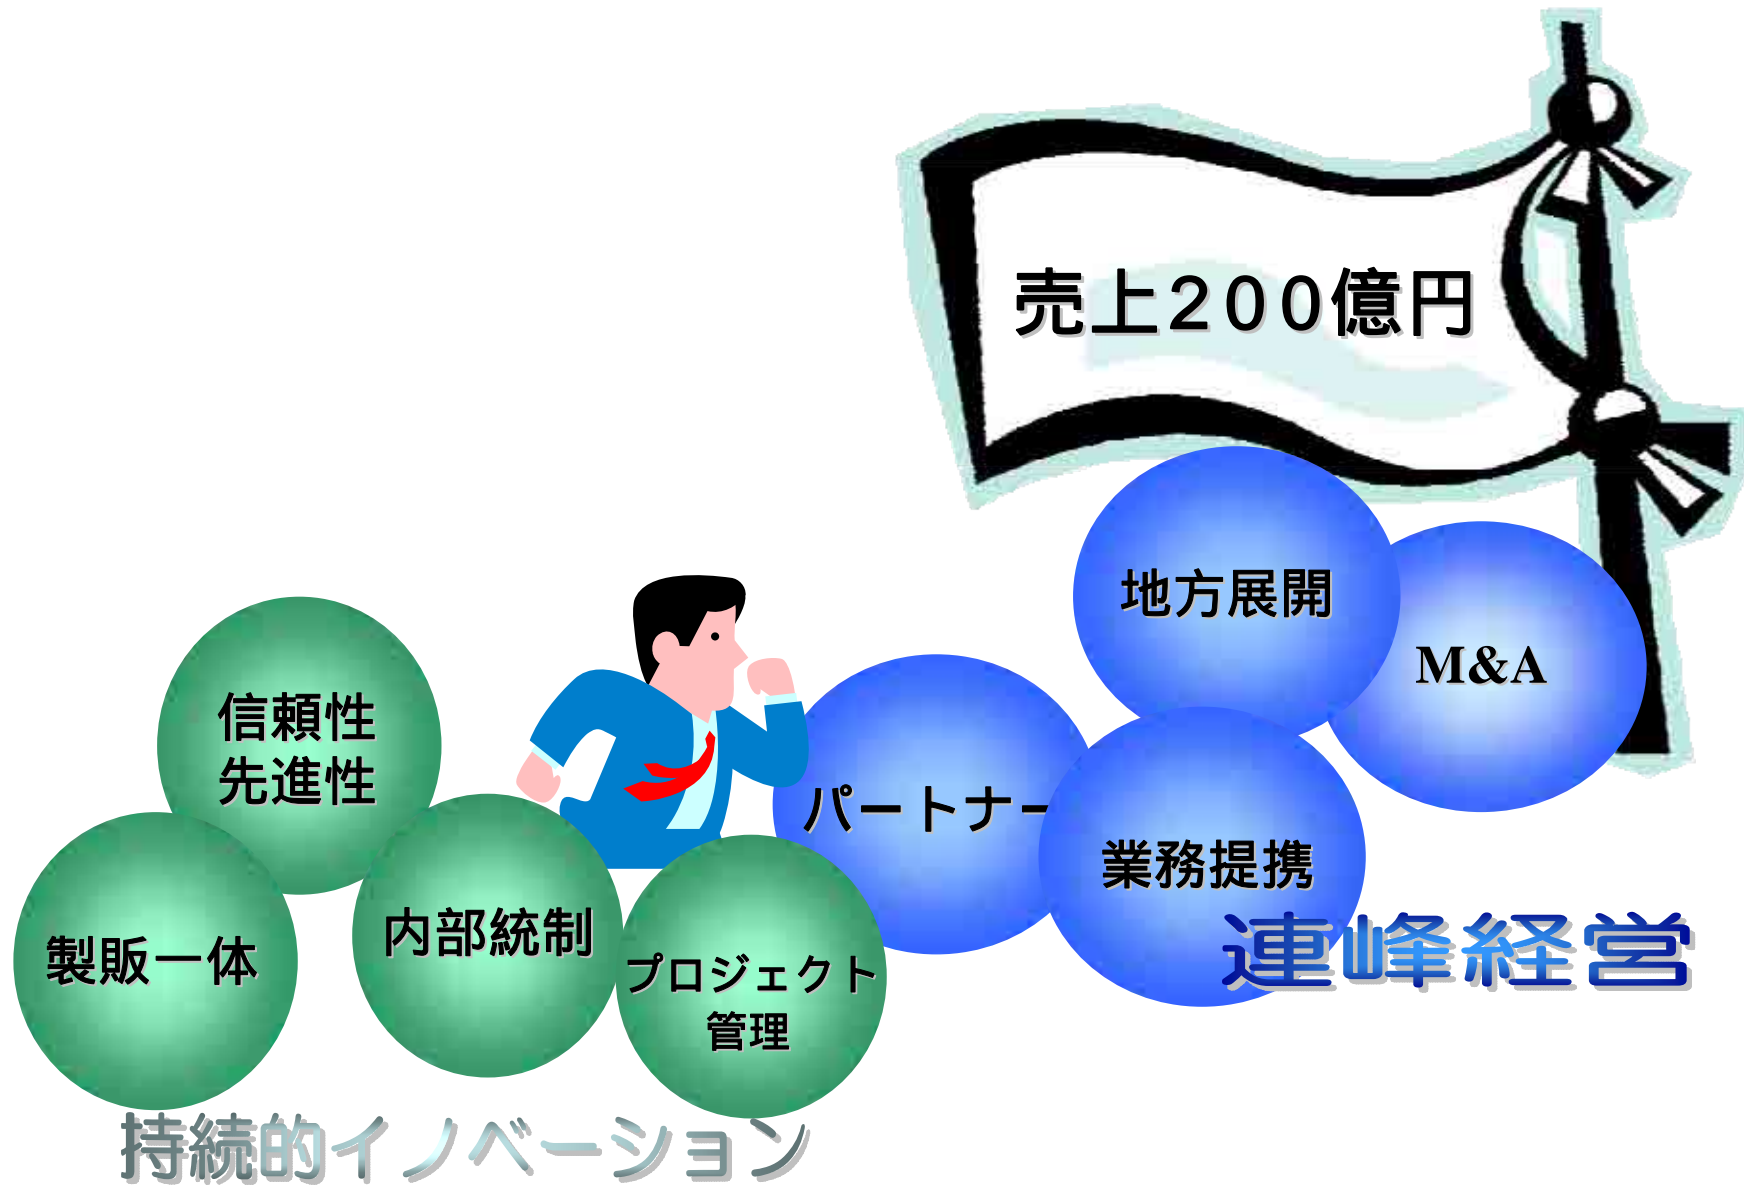 売上２００億円
地方展開
M&A
信頼性
先進性
パートナー
業務提携
連峰経営
製販一体
内部統制
プロジェクト
管理
持続的イノベーション